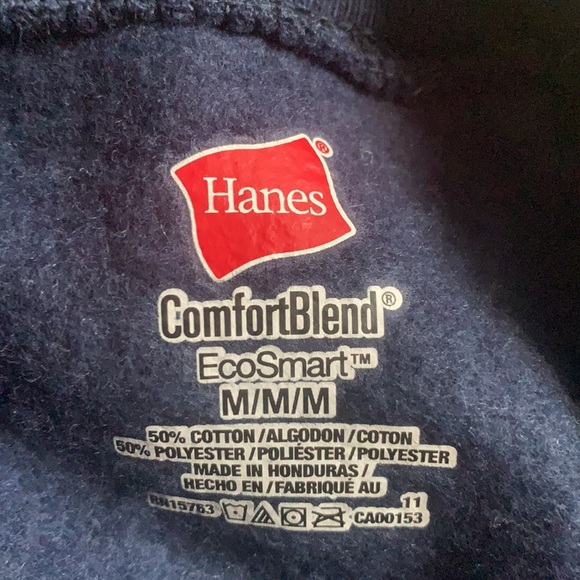 Hanes®
ComfortBlend®
EcoSmart™
M/M/M
50% COTTON/ALGODON/COTON
50% POLYESTER/POLIÉSTER/POLYESTER
MADE IN HONDURAS/
HECHO EN/FABRIQUÉ AU
11
RN15763 CA00153